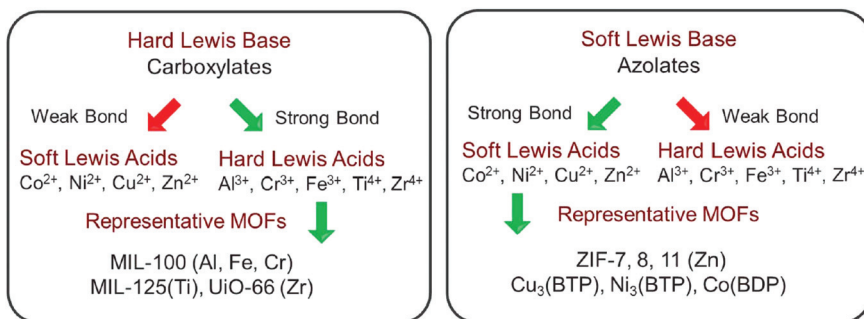 Hard Lewis Base
Carboxylates
Weak Bond
Strong Bond
Soft Lewis Acids
Co²⁺, Ni²⁺, Cu²⁺, Zn²⁺
Hard Lewis Acids
Al³⁺, Cr³⁺, Fe³⁺, Ti⁴⁺, Zr⁴⁺
Representative MOFs
MIL-100 (Al, Fe, Cr)
MIL-125(Ti), UiO-66 (Zr)
Soft Lewis Base
Azolates
Strong Bond
Weak Bond
Soft Lewis Acids
Co²⁺, Ni²⁺, Cu²⁺, Zn²⁺
Hard Lewis Acids
Al³⁺, Cr³⁺, Fe³⁺, Ti⁴⁺, Zr⁴⁺
Representative MOFs
ZIF-7, 8, 11 (Zn)
Cu₃(BTP), Ni₃(BTP), Co(BDP)